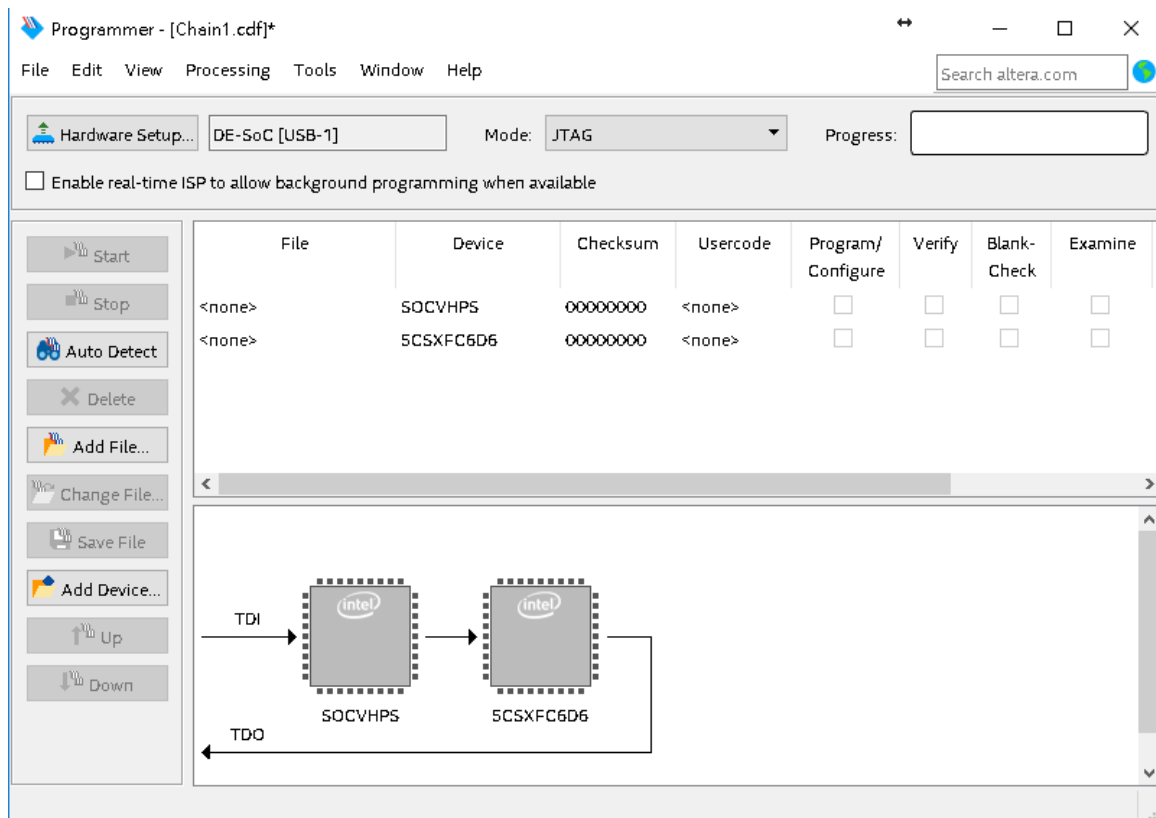 Programmer - [Chain1.cdf]*
File Edit View Processing Tools Window Help
Search altera.com
Hardware Setup... DE-SoC [USB-1] Mode: JTAG Progress:
Enable real-time ISP to allow background programming when available
Start
Stop
Auto Detect
Delete
Add File...
Change File...
Save File
Add Device...
Up
Down
File Device Checksum Usercode Program/ Verify Blank- Examine
Configure Check
<none> SOCVHPS 00000000 <none>
<none> 5CSXFC6D6 00000000 <none>
TDI
intel intel
SOCVHPS 5CSXFC6D6
TDO